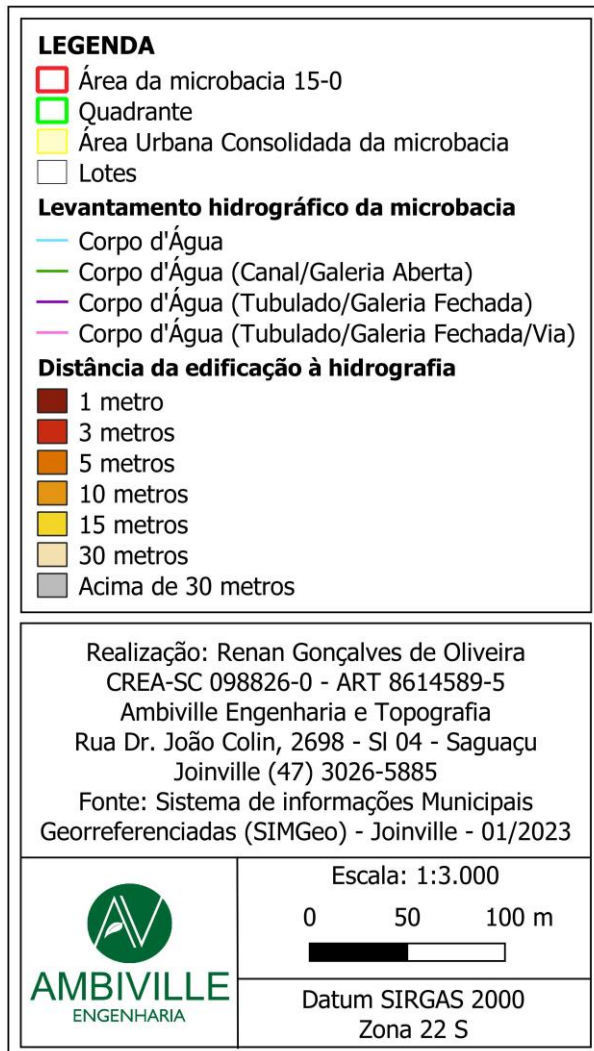 LEGENDA
Área da microbacia 15-0
Quadrante
Área Urbana Consolidada da microbacia
Lotes
Levantamento hidrográfico da microbacia
Corpo d'Água
Corpo d'Água (Canal/Galeria Aberta)
Corpo d'Água (Tubulado/Galeria Fechada)
Corpo d'Água (Tubulado/Galeria Fechada/Via)
Distância da edificação à hidrografia
1 metro
3 metros
5 metros
10 metros
15 metros
30 metros
Acima de 30 metros
Realização: Renan Gonçalves de Oliveira
CREA-SC 098826-0 - ART 8614589-5
Ambiville Engenharia e Topografia
Rua Dr. João Colin, 2698 - Sl 04 - Saguaçu
Joinville (47) 3026-5885
Fonte: Sistema de informações Municipais
Georreferenciadas (SIMGeo) - Joinville - 01/2023
AV
AMBIVILLE
ENGENHARIA
Escala: 1:3.000
0 50 100 m
Datum SIRGAS 2000
Zona 22 S